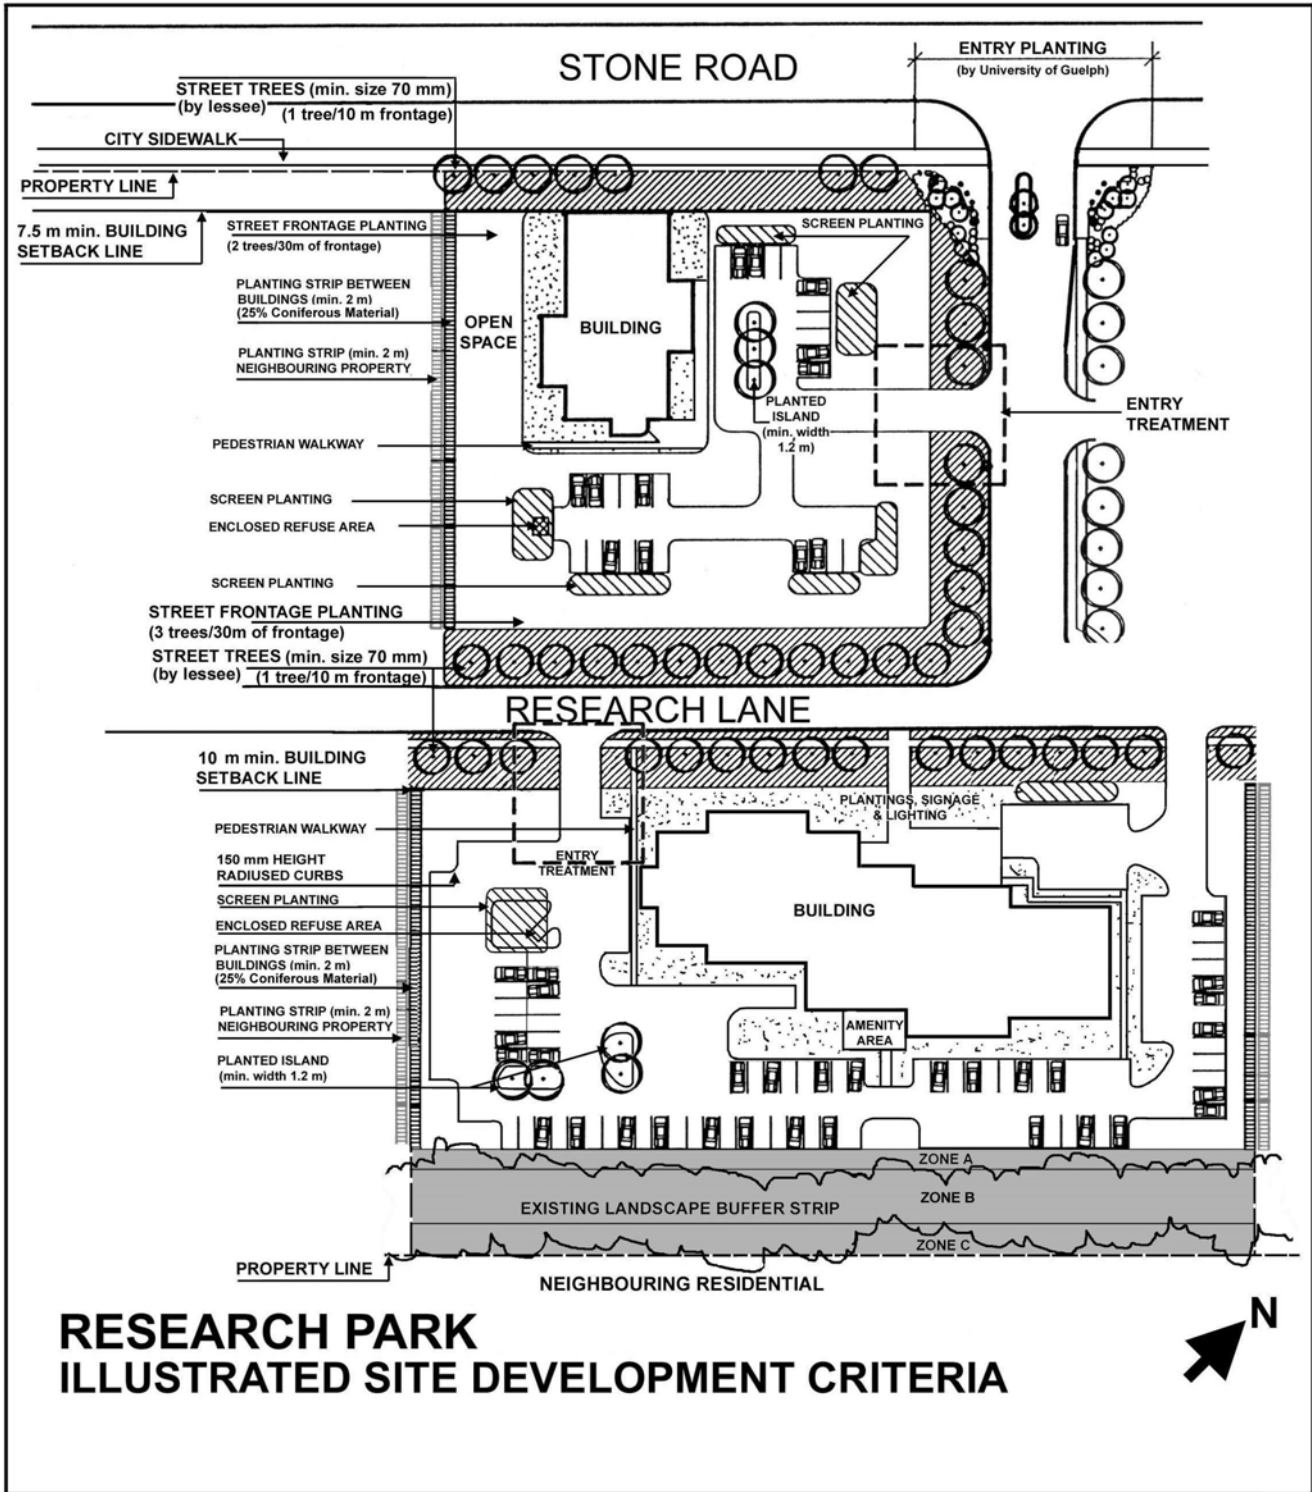 STONE ROAD
ENTRY PLANTING
(by University of Guelph)
STREET TREES (min. size 70 mm)
(by lessee)
(1 tree/10 m frontage)
CITY SIDEWALK
PROPERTY LINE
7.5 m min. BUILDING
SETBACK LINE
STREET FRONTAGE PLANTING
(2 trees/30m of frontage)
SCREEN PLANTING
PLANTING STRIP BETWEEN
BUILDINGS (min. 2 m)
(25% Coniferous Material)
OPEN
SPACE
BUILDING
PLANTING STRIP (min. 2 m)
NEIGHBOURING PROPERTY
PLANTED
ISLAND
(min. width
1.2 m)
ENTRY
TREATMENT
PEDESTRIAN WALKWAY
SCREEN PLANTING
ENCLOSED REFUSE AREA
SCREEN PLANTING
STREET FRONTAGE PLANTING
(3 trees/30m of frontage)
STREET TREES (min. size 70 mm)
(by lessee)
(1 tree/10 m frontage)
RESEARCH LANE
10 m min. BUILDING
SETBACK LINE
PLANTINGS, SIGNAGE
& LIGHTING
PEDESTRIAN WALKWAY
ENTRY
TREATMENT
150 mm HEIGHT
RADIUSED CURBS
SCREEN PLANTING
BUILDING
ENCLOSED REFUSE AREA
PLANTING STRIP BETWEEN
BUILDINGS (min. 2 m)
(25% Coniferous Material)
PLANTING STRIP (min. 2 m)
NEIGHBOURING PROPERTY
AMENITY
AREA
PLANTED ISLAND
(min. width 1.2 m)
ZONE A
ZONE B
EXISTING LANDSCAPE BUFFER STRIP
ZONE C
PROPERTY LINE
NEIGHBOURING RESIDENTIAL
N
RESEARCH PARK
ILLUSTRATED SITE DEVELOPMENT CRITERIA